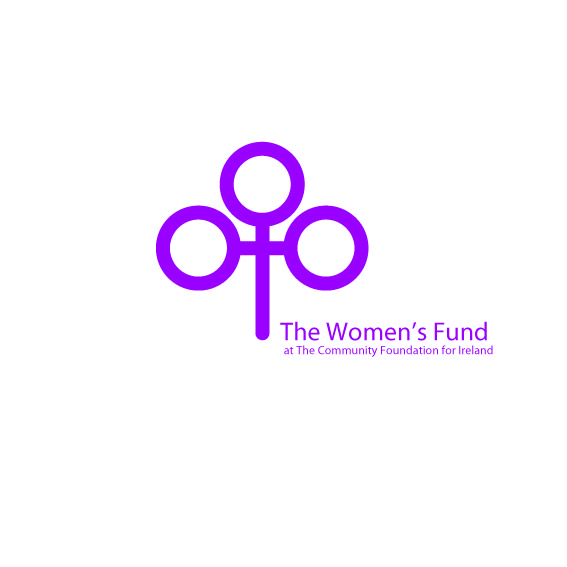 The Women’s Fund
at The Community Foundation for Ireland